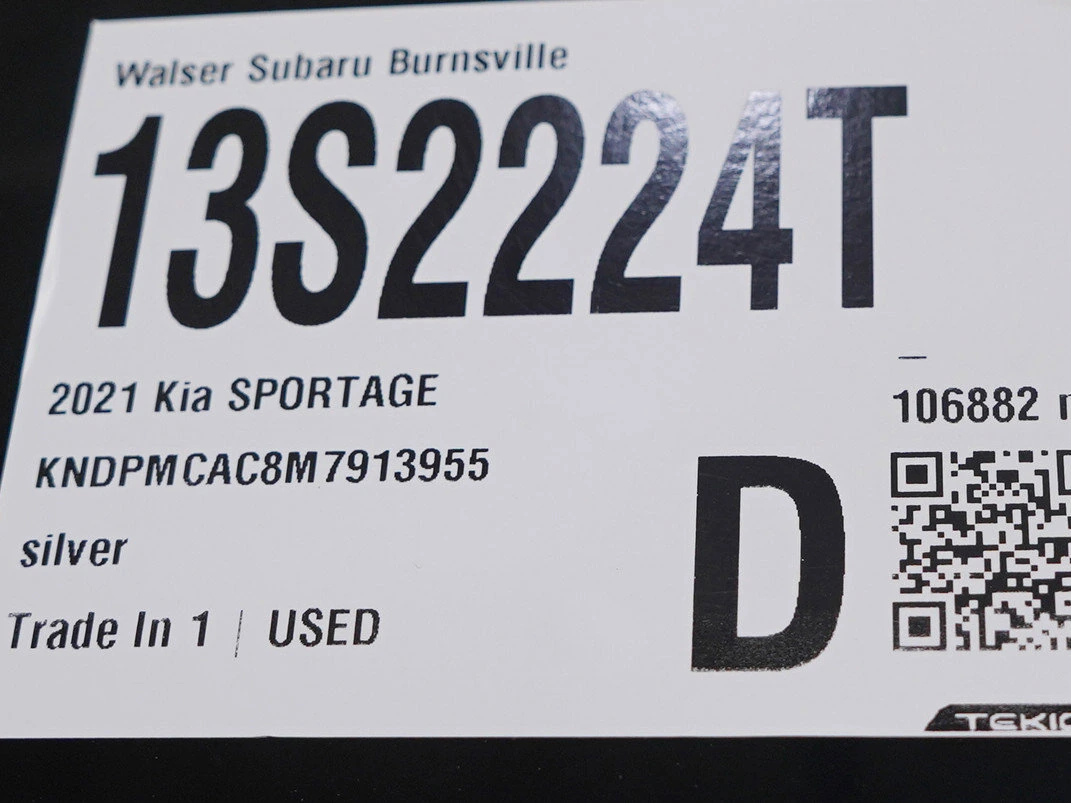 Walser Subaru Burnsville
13S2224T
2021 Kia SPORTAGE
106882
KNDPMCAC8M7913955
D
silver
Trade In 1 | USED